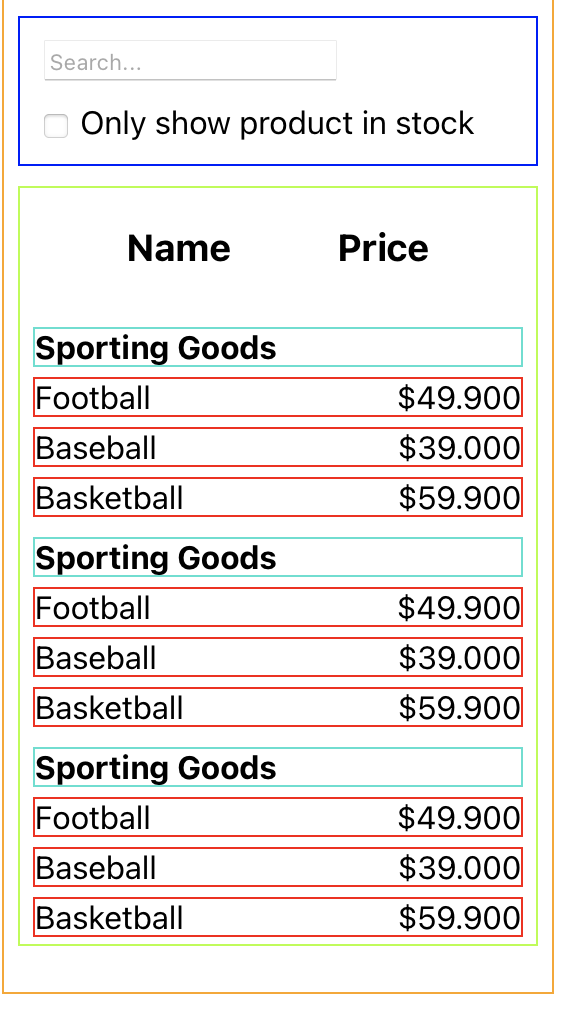 Search...
Only show product in stock
Name Price
Sporting Goods
Football $49.900
Baseball $39.000
Basketball $59.900
Sporting Goods
Football $49.900
Baseball $39.000
Basketball $59.900
Sporting Goods
Football $49.900
Baseball $39.000
Basketball $59.900